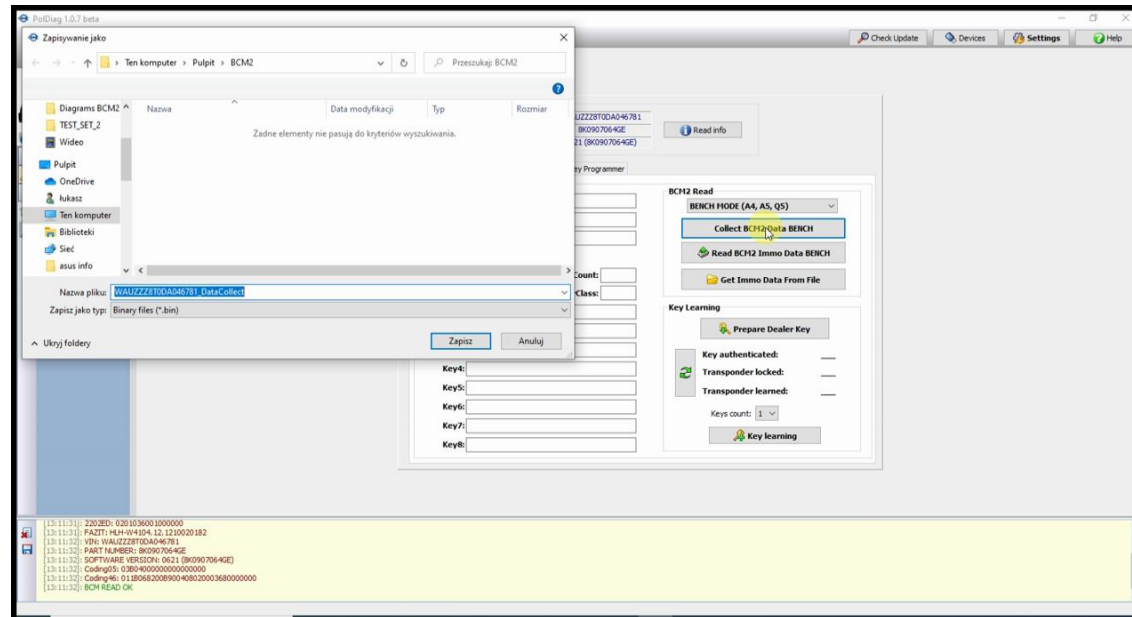 PolDiag 1.0.7 beta
Zapisywanie jako
Check Update
Devices
Settings
Help
Ten komputer > Pulpit > BCM2
Przeszukaj: BCM2
Diagrams BCM2
TEST_SET_2
Wideo
Pulpit
OneDrive
łukasz
Ten komputer
Biblioteki
Sieć
asus info
Nazwa
Data modyfikacji
Typ
Rozmiar
Żadne elementy nie pasują do kryteriów wyszukiwania.
Nazwa pliku: WAUZZZ8T0DA046781_DataCollect
Zapisz jako typ: Binary files (*.bin)
Ukryj foldery
Zapisz
Anuluj
UZZZ8T0DA046781
8K0907064GE
21 (8K0907064GE)
Read info
ey Programmer
Count:
Class:
Key4:
Key5:
Key6:
Key7:
Key8:
BCM2 Read
BENCH MODE (A4, A5, Q5)
Collect BCM2 Data BENCH
Read BCM2 Immo Data BENCH
Get Immo Data From File
Key Learning
Prepare Dealer Key
Key authenticated:
Transponder locked:
Transponder learned:
Keys count: 1
Key learning
[13:11:31]: 2202ED: 0201036001000000
[13:11:31]: FAZIT: HLH-W4104.12.1210020182
[13:11:32]: VIN: WAUZZZ8T0DA046781
[13:11:32]: PART NUMBER: 8K0907064GE
[13:11:32]: SOFTWARE VERSION: 0621 (8K0907064GE)
[13:11:32]: Coding05: 03B04000000000000000
[13:11:32]: Coding46: 011B068200B900408020003680000000
[13:11:32]: BCM READ OK